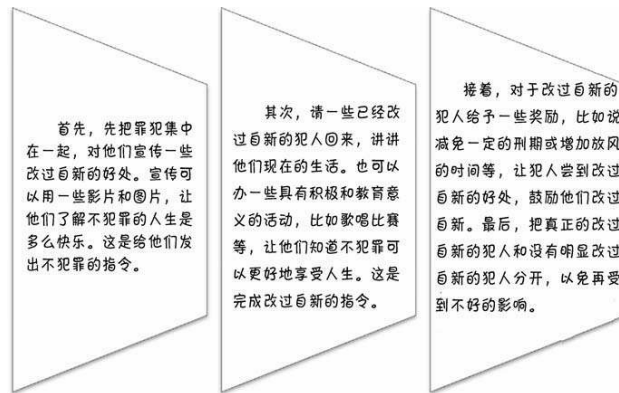 首先，先把罪犯集中
在一起，对他们宣传一些
改过自新的好处。宣传可
以用一些影片和图片，让
他们了解不犯罪的人生是
多么快乐。这是给他们发
出不犯罪的指令。
其次，请一些已经改
过自新的犯人回来，讲讲
他们现在的生活。也可以
办一些具有积极和教育意
义的活动，比如歌唱比赛
等，让他们知道不犯罪可
以更好地享受人生。这是
完成改过自新的指令。
接着，对于改过自新的
犯人给予一些奖励，比如说
减免一定的刑期或增加放风
的时间等，让犯人尝到改过
自新的好处，鼓励他们改过
自新。最后，把真正的改过
自新的犯人和没有明显改过
自新的犯人分开，以免再受
到不好的影响。